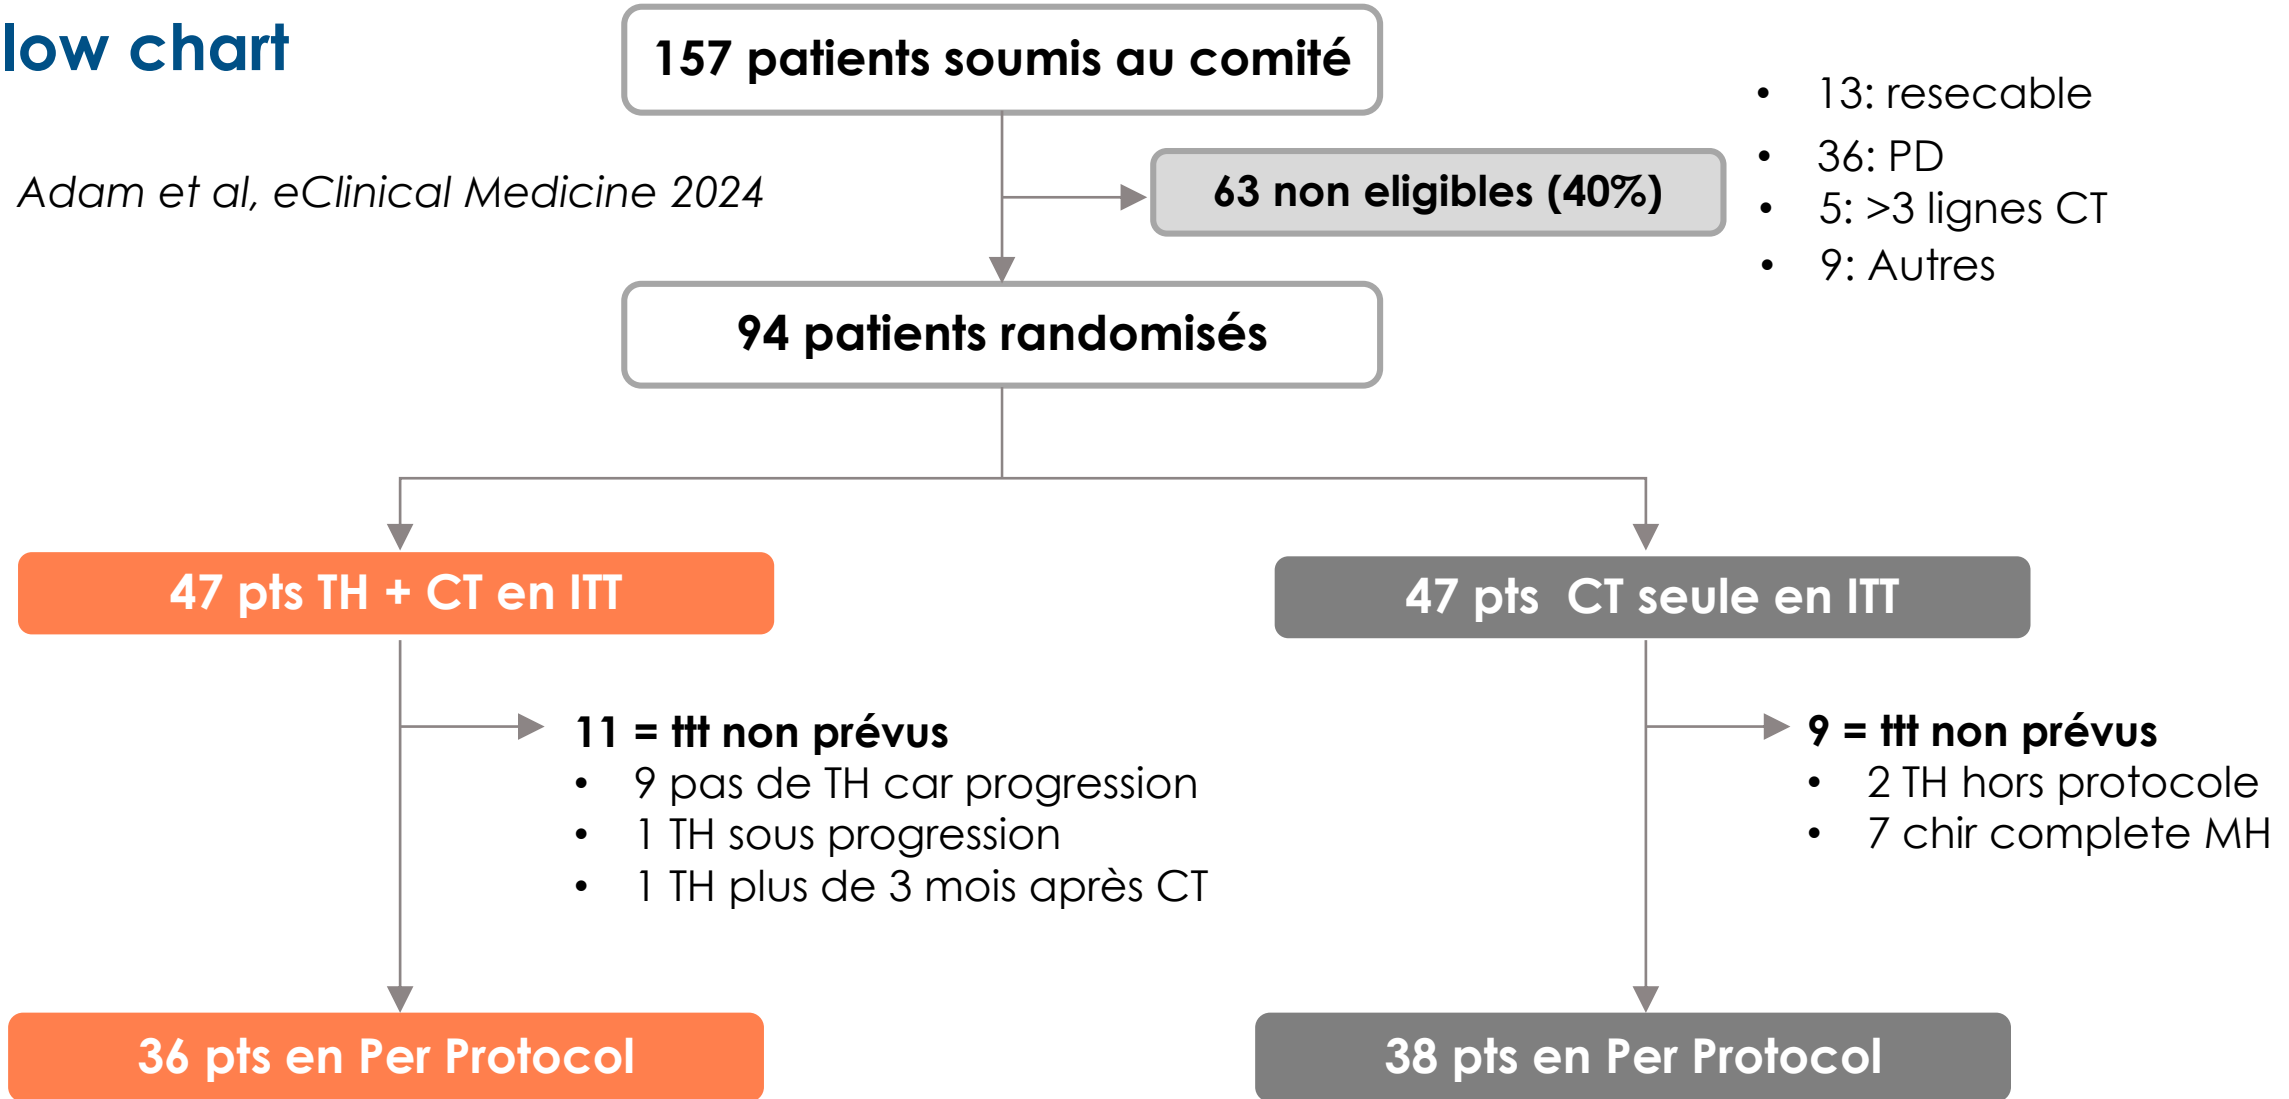 low chart
157 patients soumis au comité
Adam et al, eClinical Medicine 2024
63 non eligibles (40%)
• 13: resecable
• 36: PD
• 5: >3 lignes CT
• 9: Autres
94 patients randomisés
47 pts TH + CT en ITT
47 pts CT seule en ITT
11 = ttt non prévus
• 9 pas de TH car progression
• 1 TH sous progression
• 1 TH plus de 3 mois après CT
9 = ttt non prévus
• 2 TH hors protocole
• 7 chir complete MH
36 pts en Per Protocol
38 pts en Per Protocol